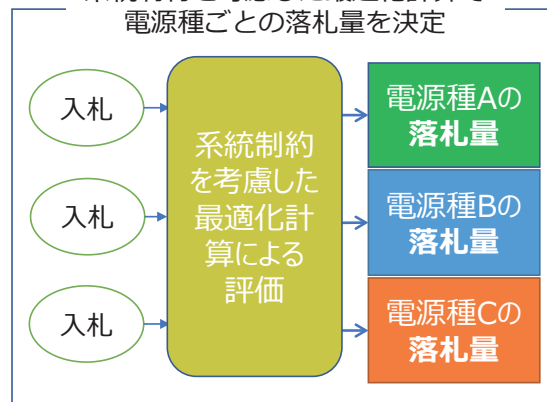 電源種ごとの落札量を決定
入札
入札
入札
系統制約
を考慮した
最適化計
算による
評価
電源種Aの
落札量
電源種Bの
落札量
電源種Cの
落札量